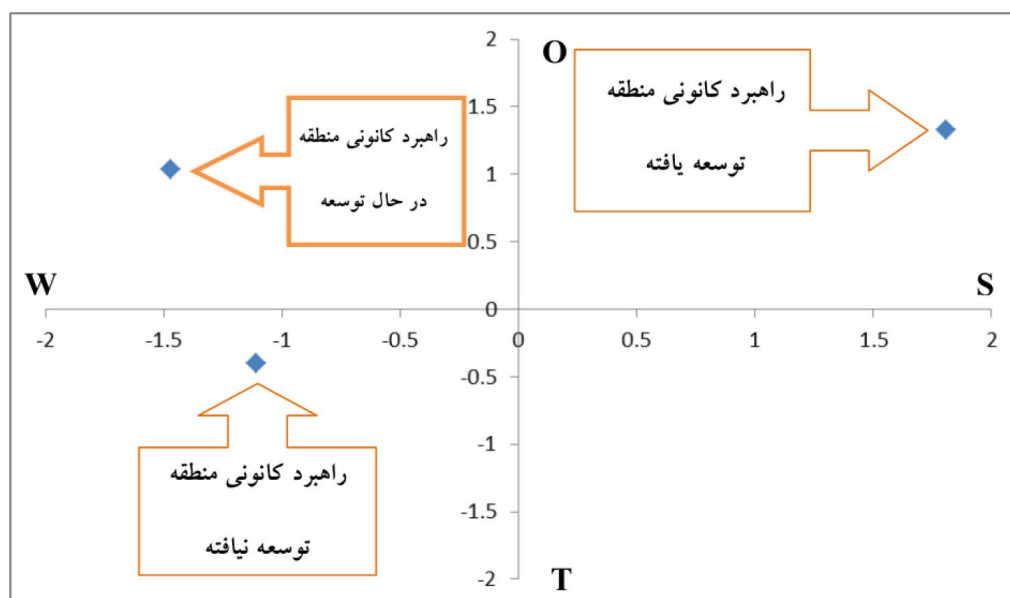 2
O
راهبرد کانونی منطقه
توسعه یافته
1.5
راهبرد کانونی منطقه
در حال توسعه
1
0.5
W
S
0
-2
-1.5
-1
-0.5
0
0.5
1
1.5
2
-0.5
-1
راهبرد کانونی منطقه
توسعه نیافته
-1.5
-2
T